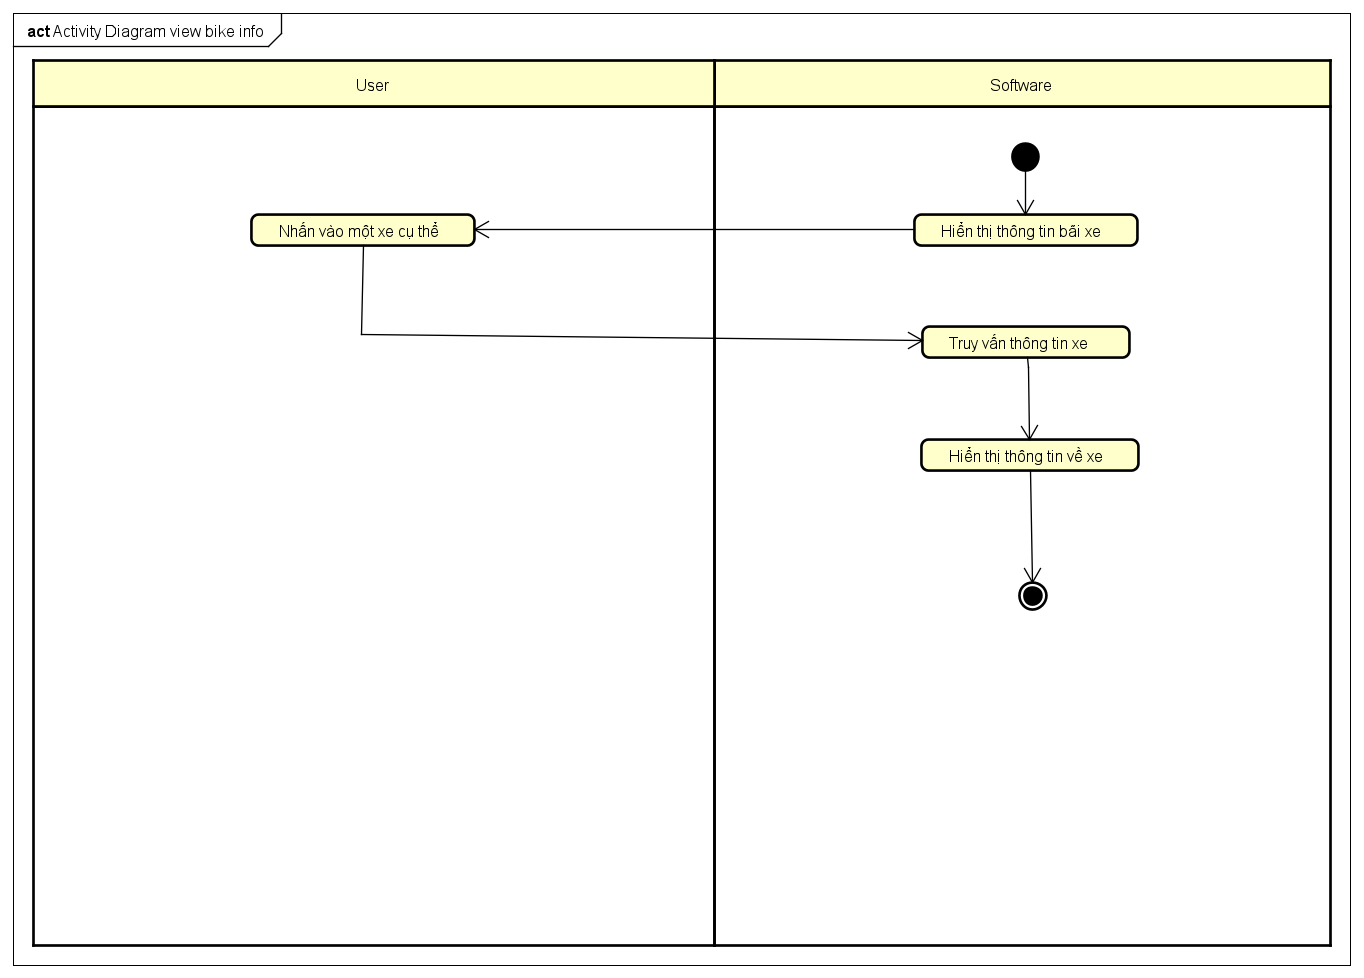 act Activity Diagram view bike info
User
Software
Nhấn vào một xe cụ thể
Hiển thị thông tin bãi xe
Truy vấn thông tin xe
Hiển thị thông tin về xe